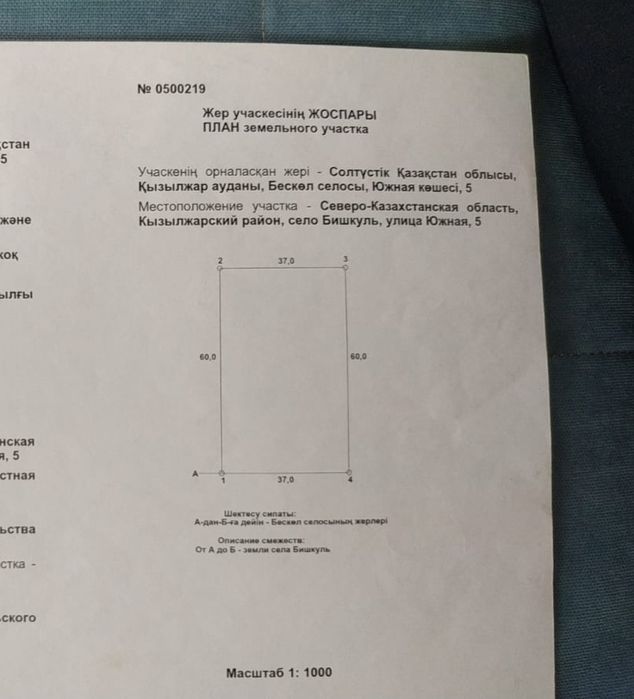 № 0500219
Жер учаскесінің ЖОСПАРЫ
ПЛАН земельного участка
Учаскенің орналасқан жері - Солтүстік Қазақстан облысы,
Қызылжар ауданы, Бескөл селосы, Южная көшесі, 5
Местоположение участка - Северо-Казахстанская область,
Кызылжарский район, село Бишкуль, улица Южная, 5
2 37,0 3
60,0 60,0
А 1 37,0 4
Шектесу сипаты:
А-дан-Б-ға дейін - Бескөл селосының жерлері
Описание смежеств:
От А до Б - земли села Бишкуль
Масштаб 1: 1000
қстан
5
және
жоқ
ылғы
нская
я, 5
стная
ьства
стка -
ьского